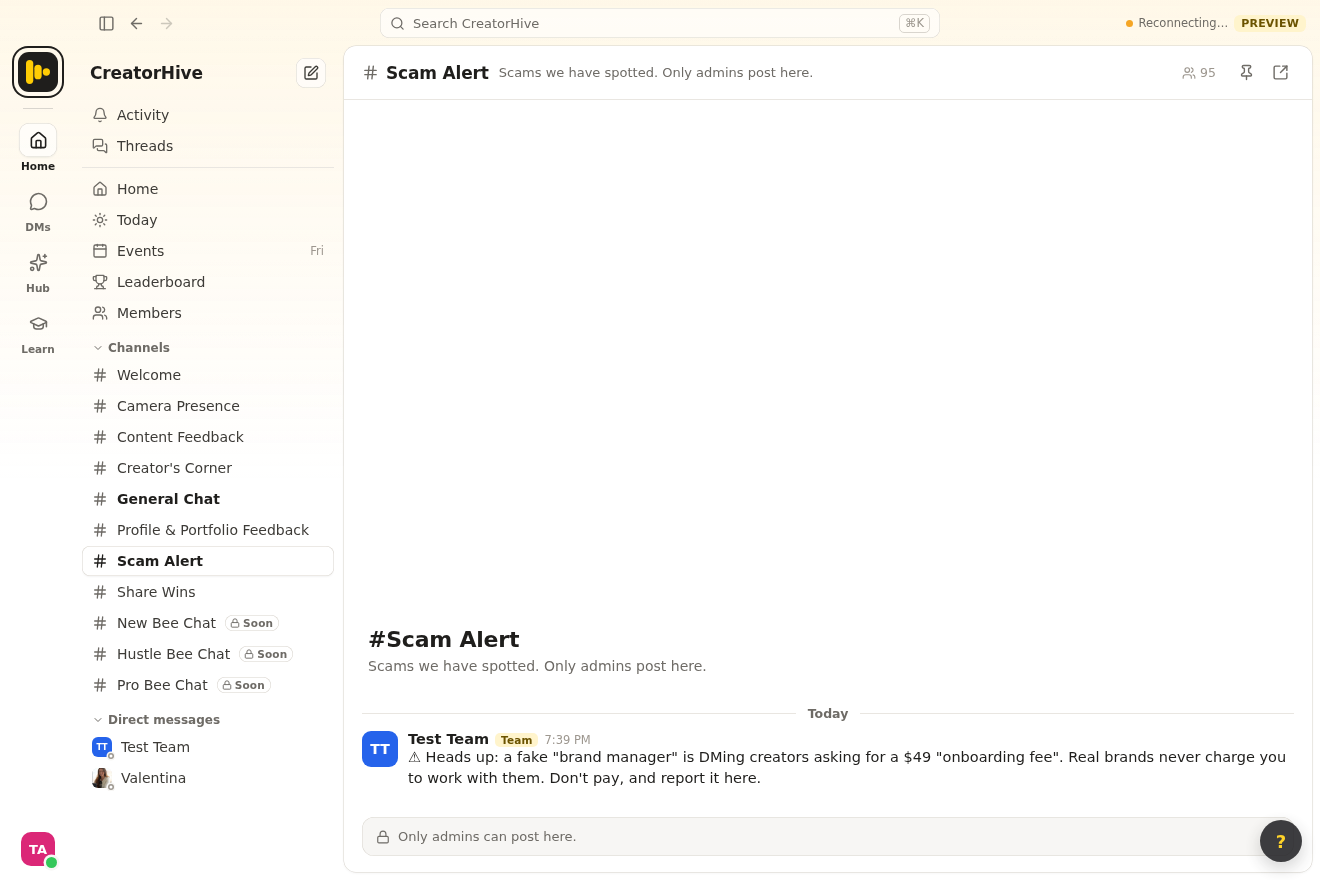 Search CreatorHive
⌘K
Reconnecting...
PREVIEW
CreatorHive
Activity
Threads
Home
DMs
Hub
Learn
Home
Today
Events
Fri
Leaderboard
Members
Channels
Welcome
Camera Presence
Content Feedback
Creator's Corner
General Chat
Profile & Portfolio Feedback
Scam Alert
Share Wins
New Bee Chat Soon
Hustle Bee Chat Soon
Pro Bee Chat Soon
Direct messages
TT Test Team
Valentina
TA
# Scam Alert Scams we have spotted. Only admins post here.
95
#Scam Alert
Scams we have spotted. Only admins post here.
Today
TT
Test Team Team 7:39 PM
⚠ Heads up: a fake "brand manager" is DMing creators asking for a $49 "onboarding fee". Real brands never charge you
to work with them. Don't pay, and report it here.
Only admins can post here.
?